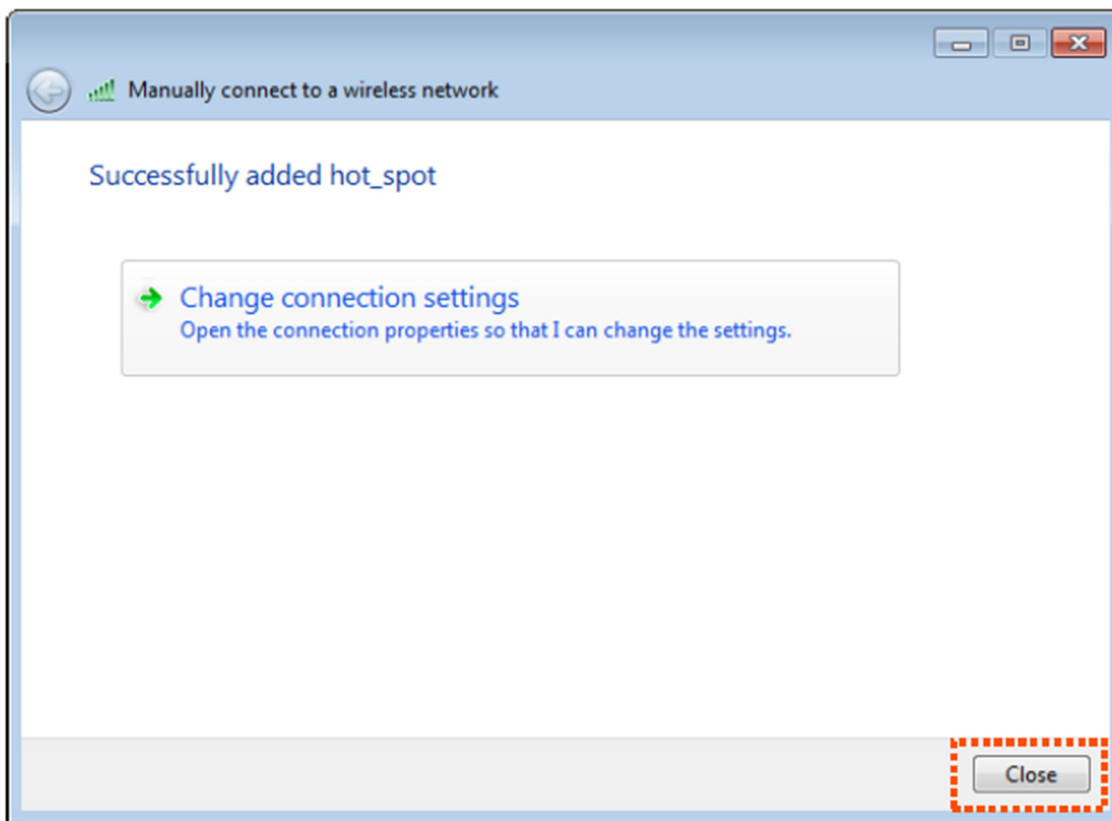 Manually connect to a wireless network
Successfully added hot_spot
Change connection settings
Open the connection properties so that I can change the settings.
Close